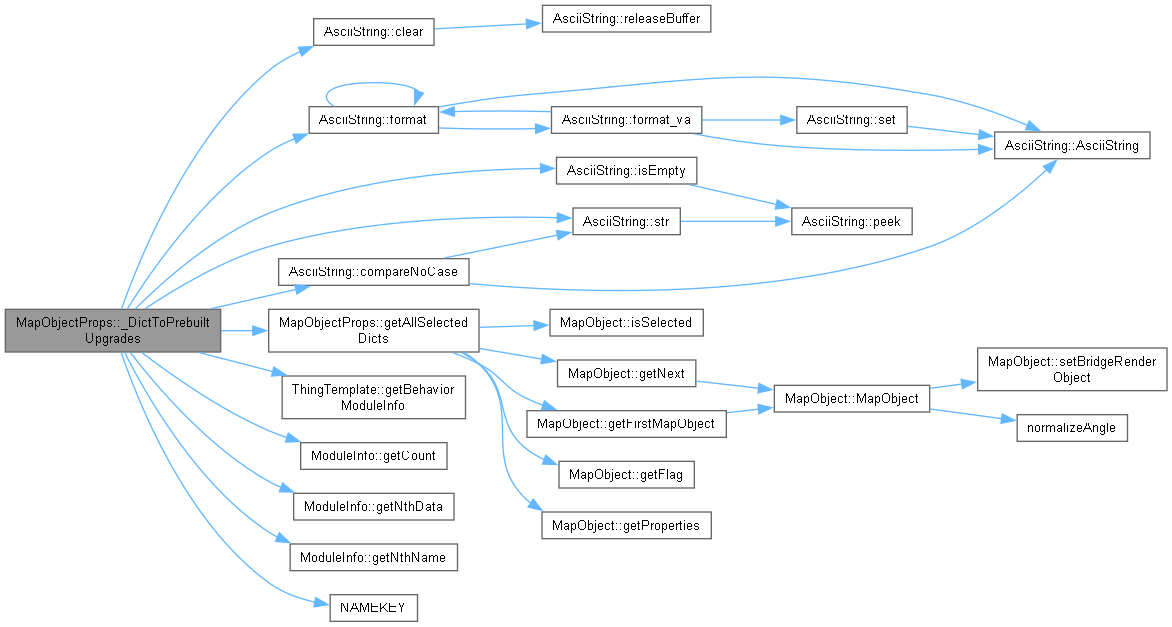 MapObjectProps::_DictToPrebuilt
Upgrades
AsciiString::clear
AsciiString::releaseBuffer
AsciiString::format
AsciiString::format_va
AsciiString::set
AsciiString::AsciiString
AsciiString::isEmpty
AsciiString::str
AsciiString::peek
AsciiString::compareNoCase
MapObjectProps::getAllSelected
Dicts
MapObject::isSelected
MapObject::getNext
MapObject::getFirstMapObject
MapObject::MapObject
MapObject::setBridgeRender
Object
normalizeAngle
MapObject::getFlag
MapObject::getProperties
ThingTemplate::getBehavior
ModuleInfo
ModuleInfo::getCount
ModuleInfo::getNthData
ModuleInfo::getNthName
NAMEKEY